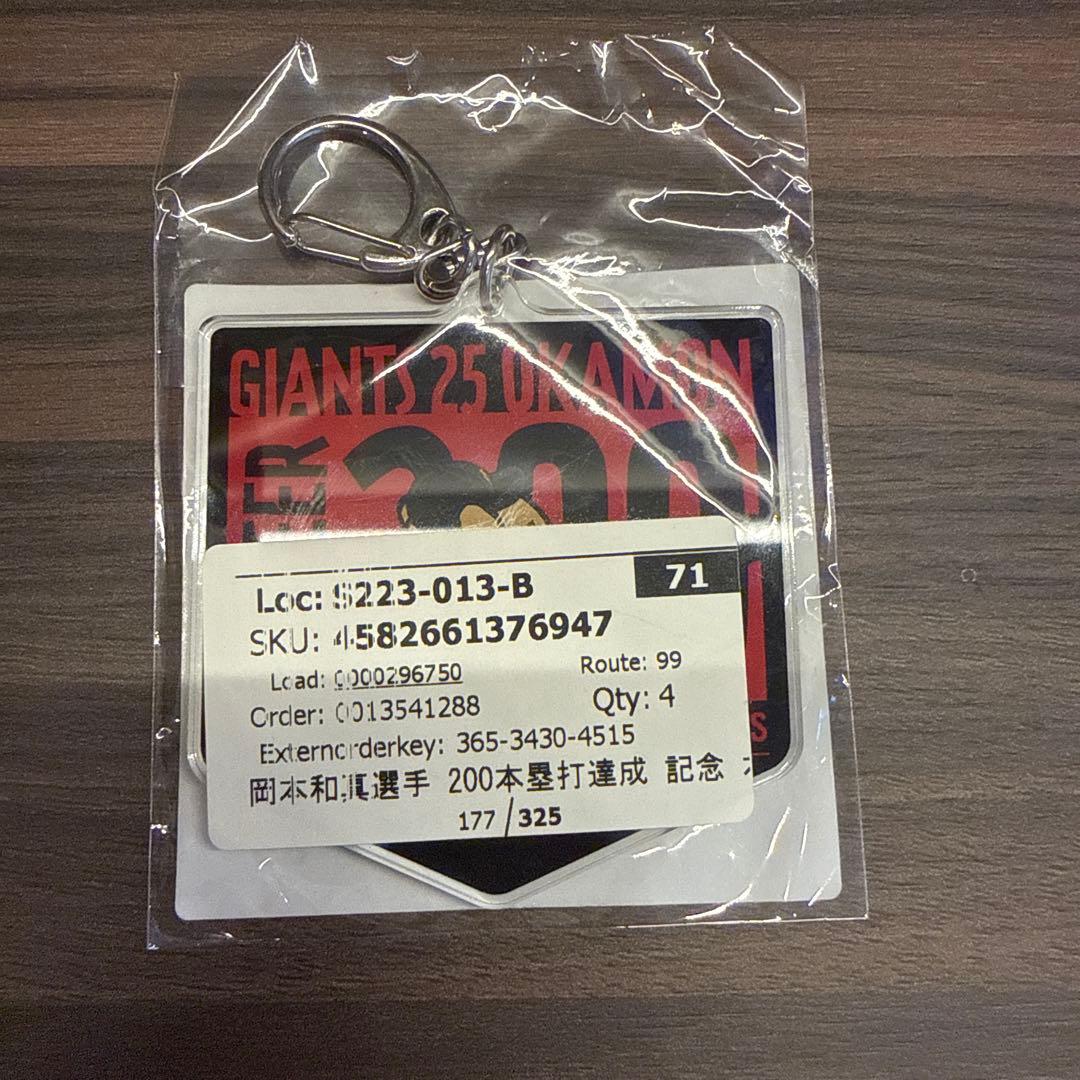 GIANTS 25 OKAMON
200
Loc: S223-013-B
71
SKU: 4582661376947
Load: 0000296750
Route: 99
Order: 0013541288
Qty: 4
Externorderkey: 365-3430-4515
岡本和真選手 200本塁打達成 記念
177 / 325